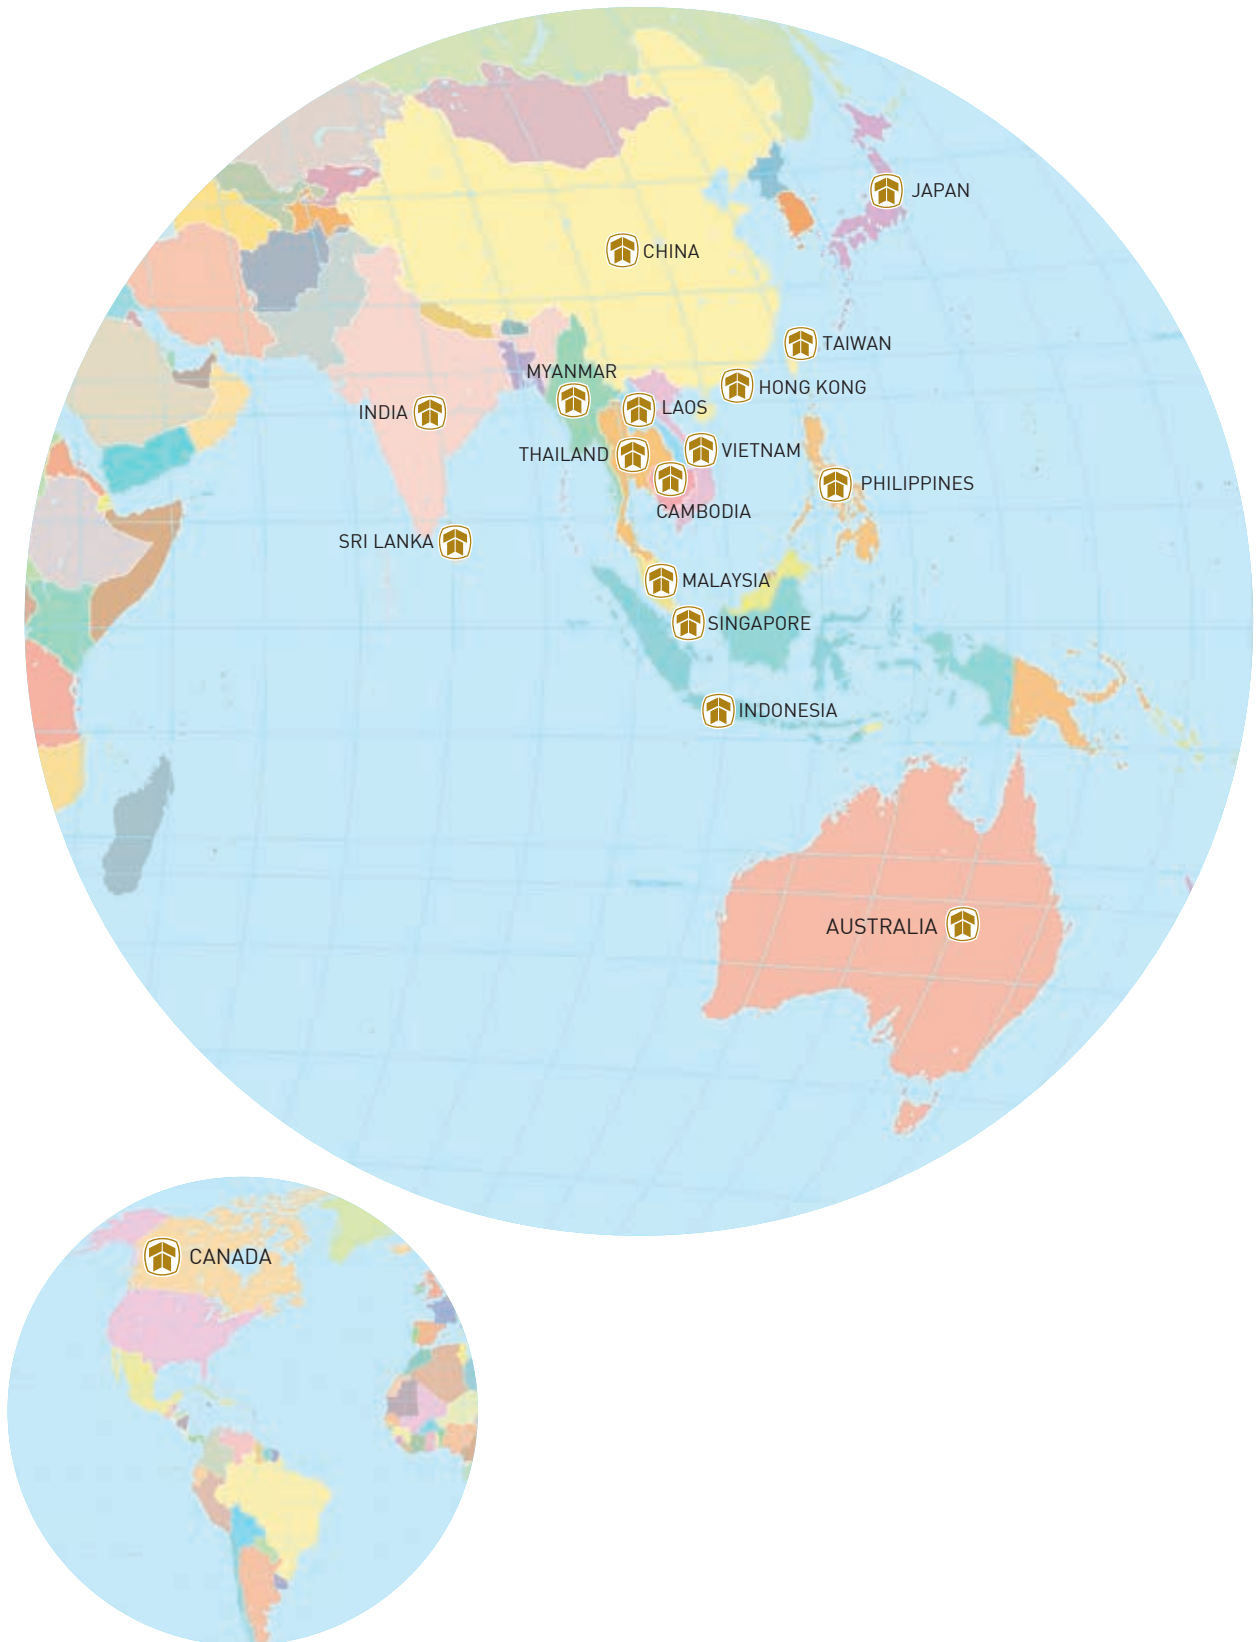 JAPAN
CHINA
TAIWAN
MYANMAR
HONG KONG
INDIA
LAOS
THAILAND
VIETNAM
PHILIPPINES
CAMBODIA
SRI LANKA
MALAYSIA
SINGAPORE
INDONESIA
AUSTRALIA
CANADA